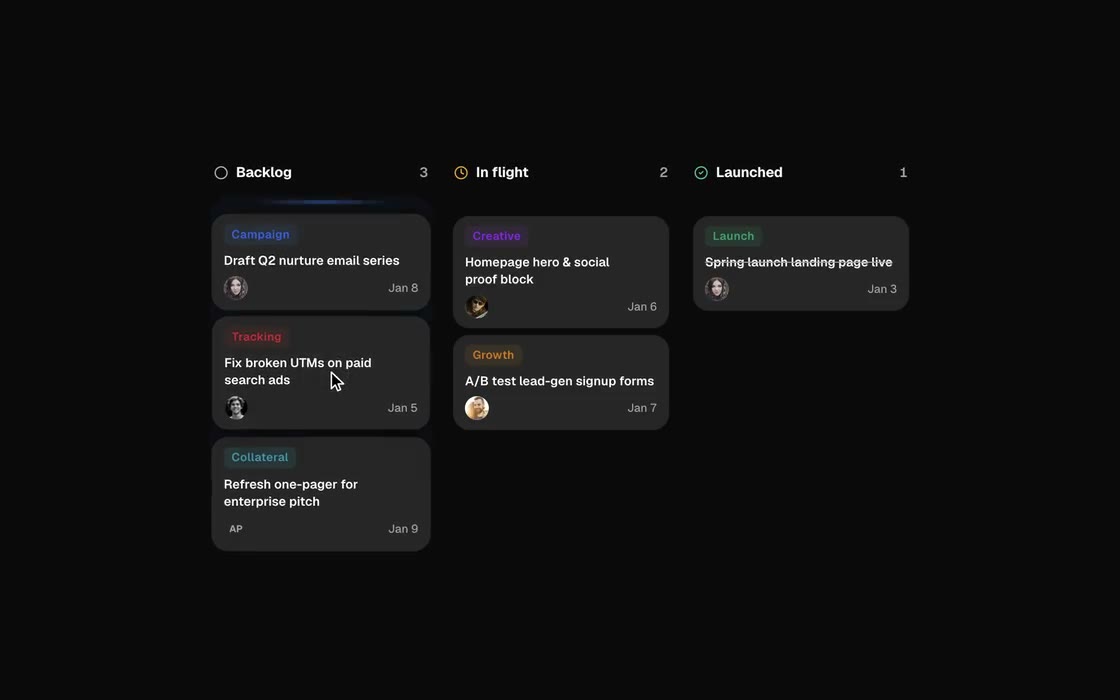 Backlog 3
Campaign
Draft Q2 nurture email series
Jan 8
Tracking
Fix broken UTMs on paid
search ads
Jan 5
Collateral
Refresh one-pager for
enterprise pitch
AP Jan 9
In flight 2
Creative
Homepage hero & social
proof block
Jan 6
Growth
A/B test lead-gen signup forms
Jan 7
Launched 1
Launch
Spring launch landing page live
Jan 3